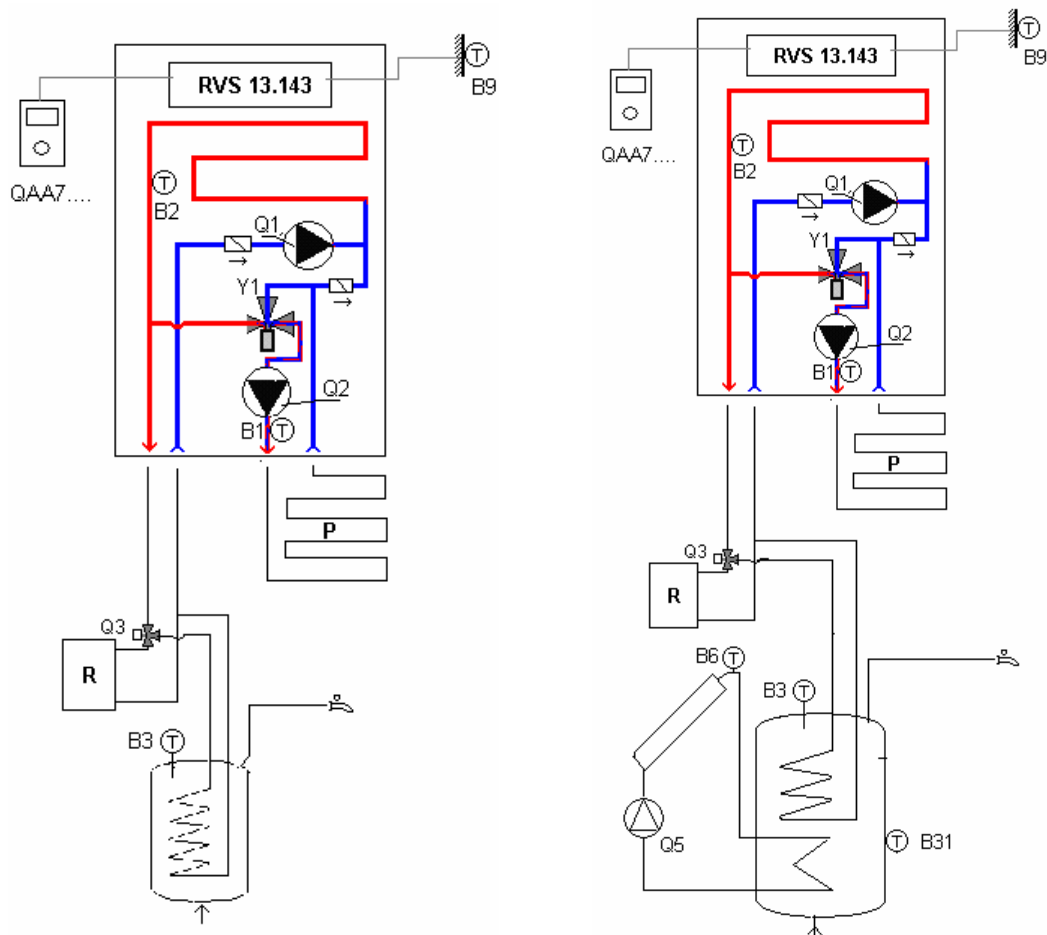 T
B9
RVS 13.143
QAA7....
T
B2
Q1
Y1
Q2
B1 T
P
Q3
R
B3 T
T
B9
RVS 13.143
QAA7....
T
B2
Q1
Y1
Q2
B1 T
P
Q3
R
B6 T
B3 T
Q5
T B31